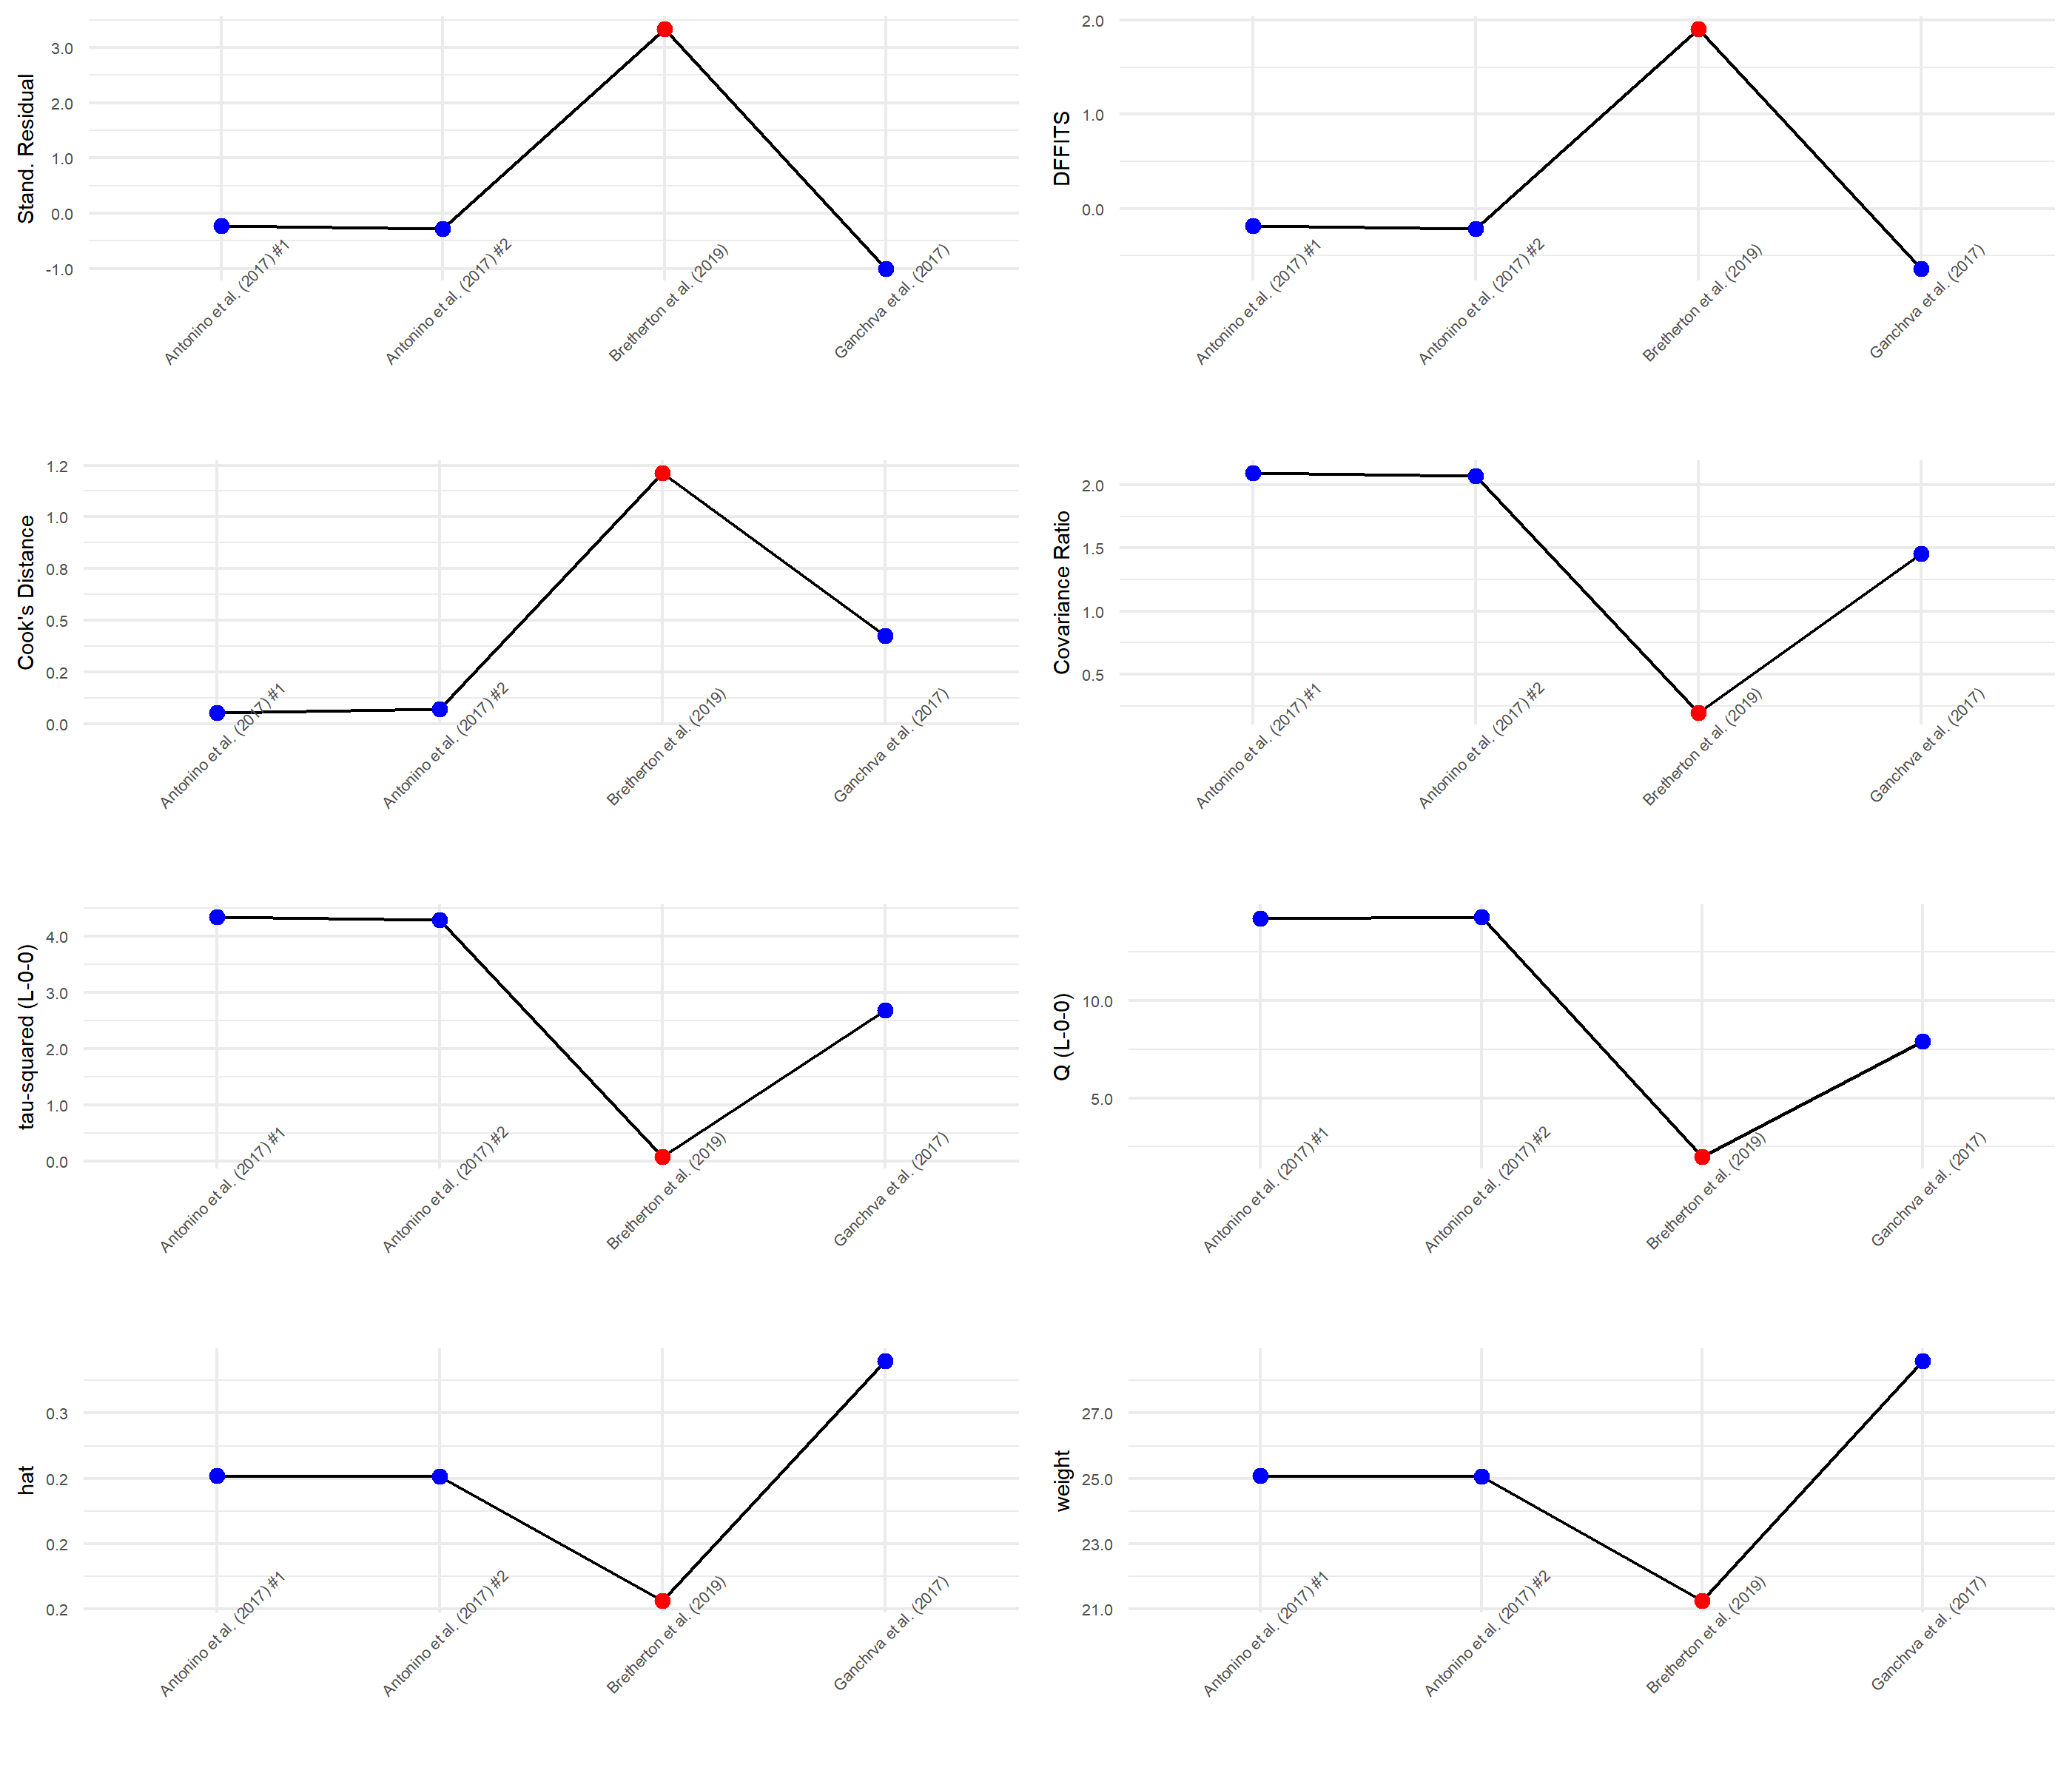 Stand. Residual
3.0
2.0
1.0
0.0
-1.0
Antonino et al. (2017) #1
Antonino et al. (2017) #2
Bretherton et al. (2019)
Ganchrva et al. (2017)
DFFITS
2.0
1.0
0.0
Antonino et al. (2017) #1
Antonino et al. (2017) #2
Bretherton et al. (2019)
Ganchrva et al. (2017)
Cook's Distance
1.2
1.0
0.8
0.5
0.2
0.0
Antonino et al. (2017) #1
Antonino et al. (2017) #2
Bretherton et al. (2019)
Ganchrva et al. (2017)
Covariance Ratio
2.0
1.5
1.0
0.5
Antonino et al. (2017) #1
Antonino et al. (2017) #2
Bretherton et al. (2019)
Ganchrva et al. (2017)
tau-squared (L-0-0)
4.0
3.0
2.0
1.0
0.0
Antonino et al. (2017) #1
Antonino et al. (2017) #2
Bretherton et al. (2019)
Ganchrva et al. (2017)
Q (L-0-0)
10.0
5.0
Antonino et al. (2017) #1
Antonino et al. (2017) #2
Bretherton et al. (2019)
Ganchrva et al. (2017)
hat
0.3
0.2
0.2
0.2
Antonino et al. (2017) #1
Antonino et al. (2017) #2
Bretherton et al. (2019)
Ganchrva et al. (2017)
weight
27.0
25.0
23.0
21.0
Antonino et al. (2017) #1
Antonino et al. (2017) #2
Bretherton et al. (2019)
Ganchrva et al. (2017)